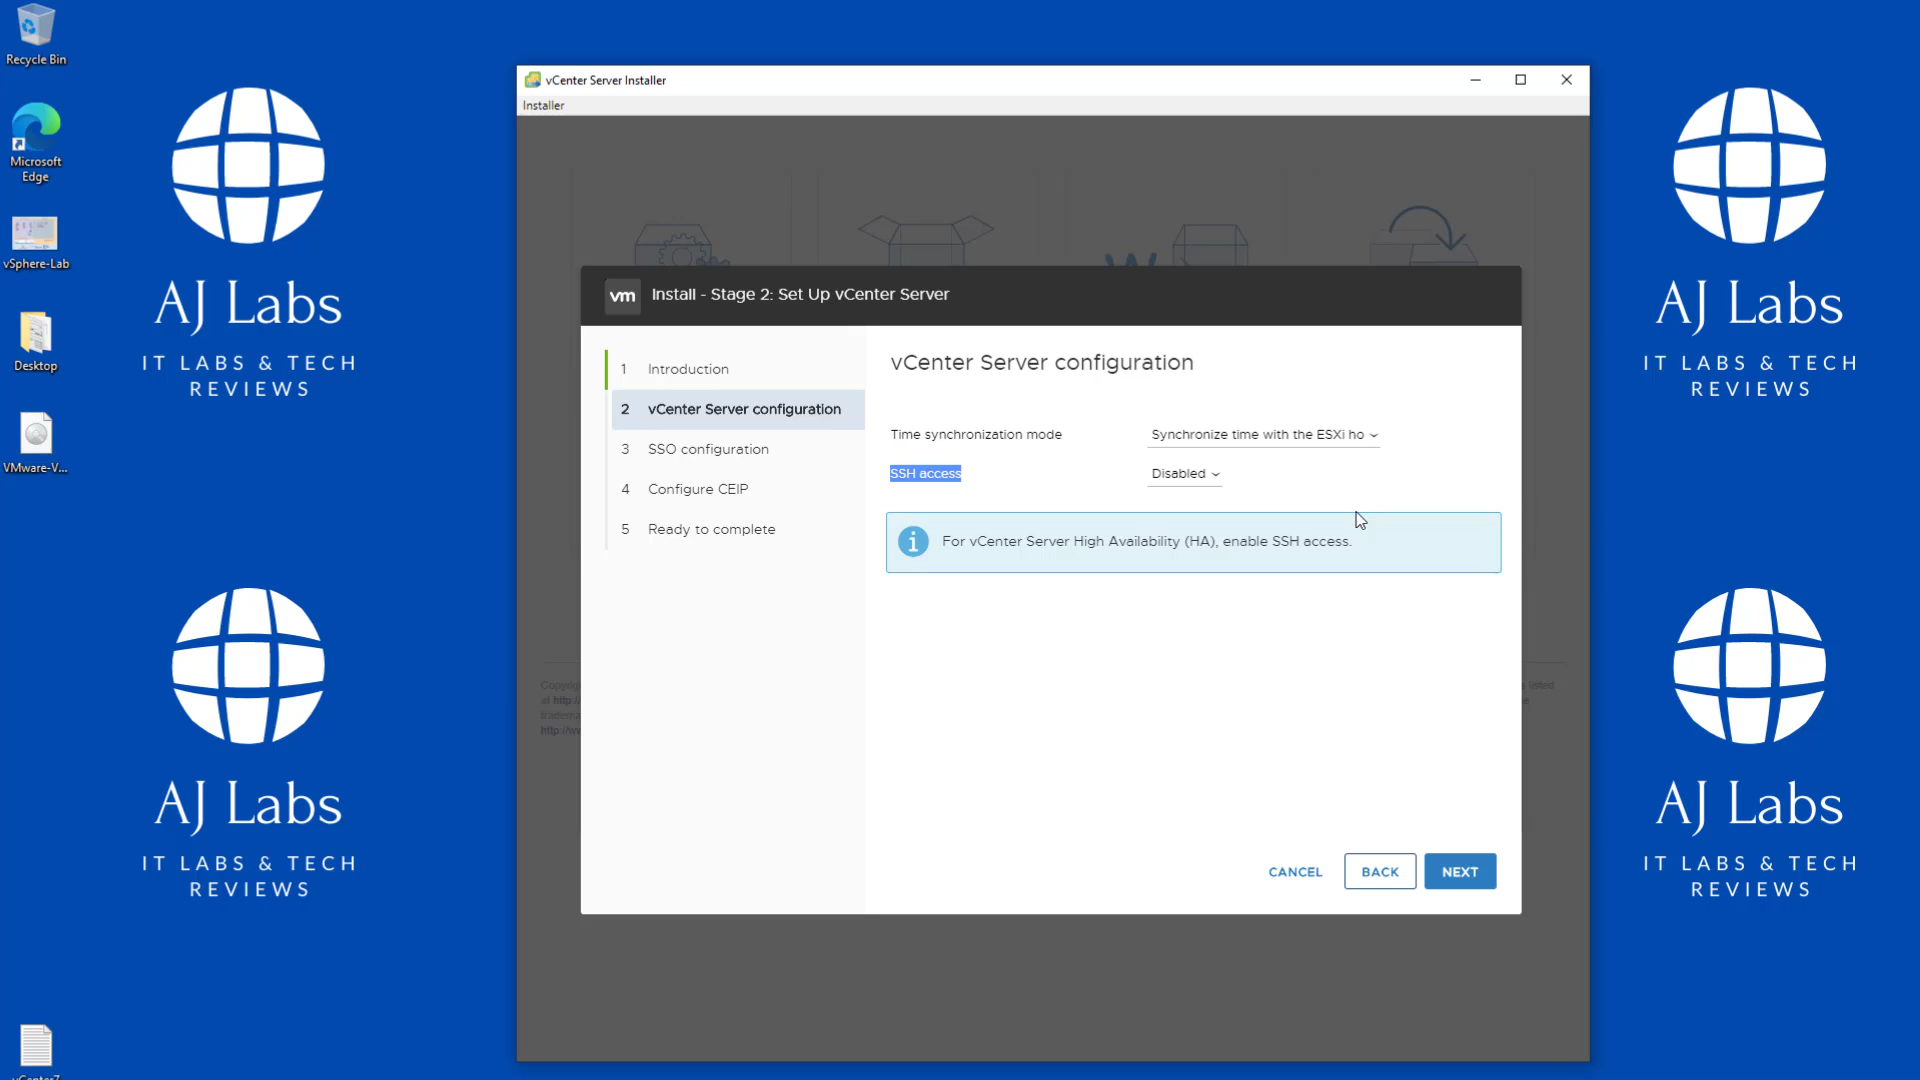 Recycle Bin
Microsoft
Edge
vSphere-Lab
Desktop
VMware-V...
AJ Labs
IT LABS & TECH
REVIEWS
AJ Labs
IT LABS & TECH
REVIEWS
vCenter Server Installer
Installer
vm
Install - Stage 2: Set Up vCenter Server
1 Introduction
2 vCenter Server configuration
3 SSO configuration
4 Configure CEIP
5 Ready to complete
vCenter Server configuration
Time synchronization mode
Synchronize time with the ESXi ho
SSH access
Disabled
For vCenter Server High Availability (HA), enable SSH access.
CANCEL
BACK
NEXT
AJ Labs
IT LABS & TECH
REVIEWS
AJ Labs
IT LABS & TECH
REVIEWS